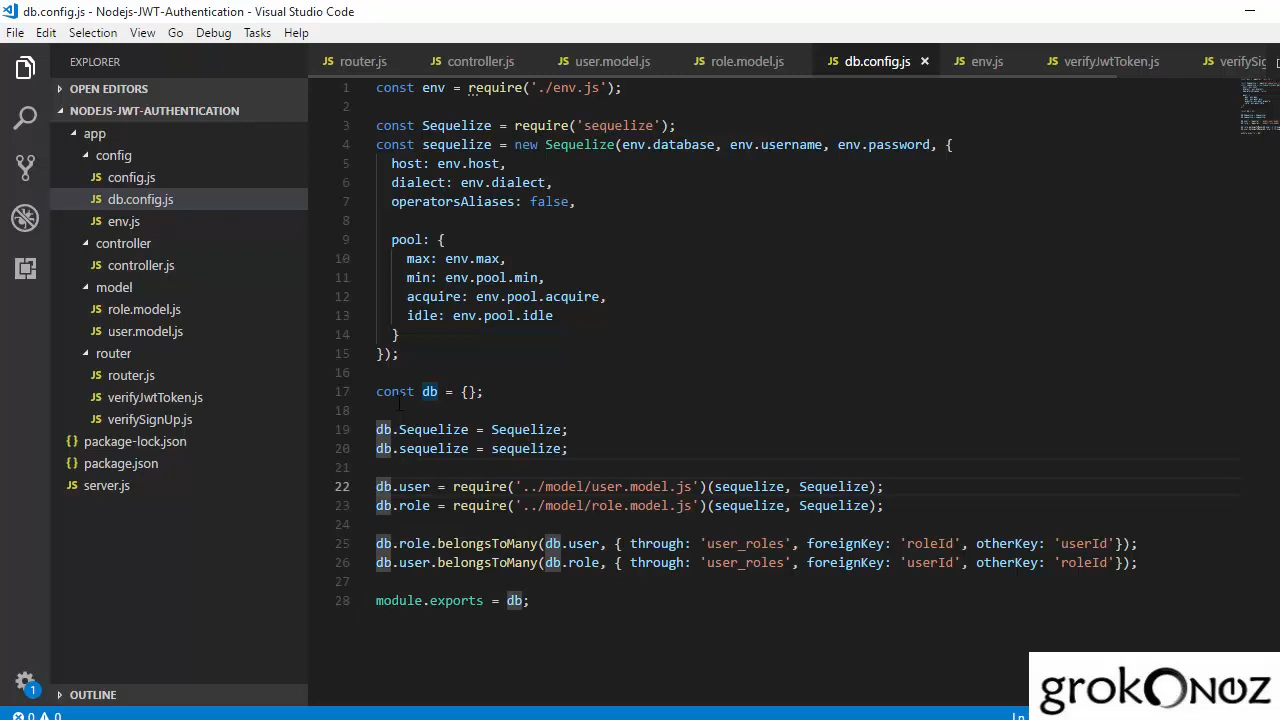 db.config.js - Nodejs-JWT-Authentication - Visual Studio Code
File Edit Selection View Go Debug Tasks Help
EXPLORER
OPEN EDITORS
NODEJS-JWT-AUTHENTICATION
app
config
JS config.js
JS db.config.js
JS env.js
controller
JS controller.js
model
JS role.model.js
JS user.model.js
router
JS router.js
JS verifyJwtToken.js
JS verifySignUp.js
{} package-lock.json
{} package.json
JS server.js
OUTLINE
1
0 0
JS router.js JS controller.js JS user.model.js JS role.model.js JS db.config.js × JS env.js JS verifyJwtToken.js JS verifySig
1 const env = require('./env.js');
2
3 const Sequelize = require('sequelize');
4 const sequelize = new Sequelize(env.database, env.username, env.password, {
5 host: env.host,
6 dialect: env.dialect,
7 operatorsAliases: false,
8
9 pool: {
10 max: env.max,
11 min: env.pool.min,
12 acquire: env.pool.acquire,
13 idle: env.pool.idle
14 }
15 });
16
17 const db = {};
18
19 db.Sequelize = Sequelize;
20 db.sequelize = sequelize;
21
22 db.user = require('../model/user.model.js')(sequelize, Sequelize);
23 db.role = require('../model/role.model.js')(sequelize, Sequelize);
24
25 db.role.belongsToMany(db.user, { through: 'user_roles', foreignKey: 'roleId', otherKey: 'userId'});
26 db.user.belongsToMany(db.role, { through: 'user_roles', foreignKey: 'userId', otherKey: 'roleId'});
27
28 module.exports = db;
Ln
grokonez